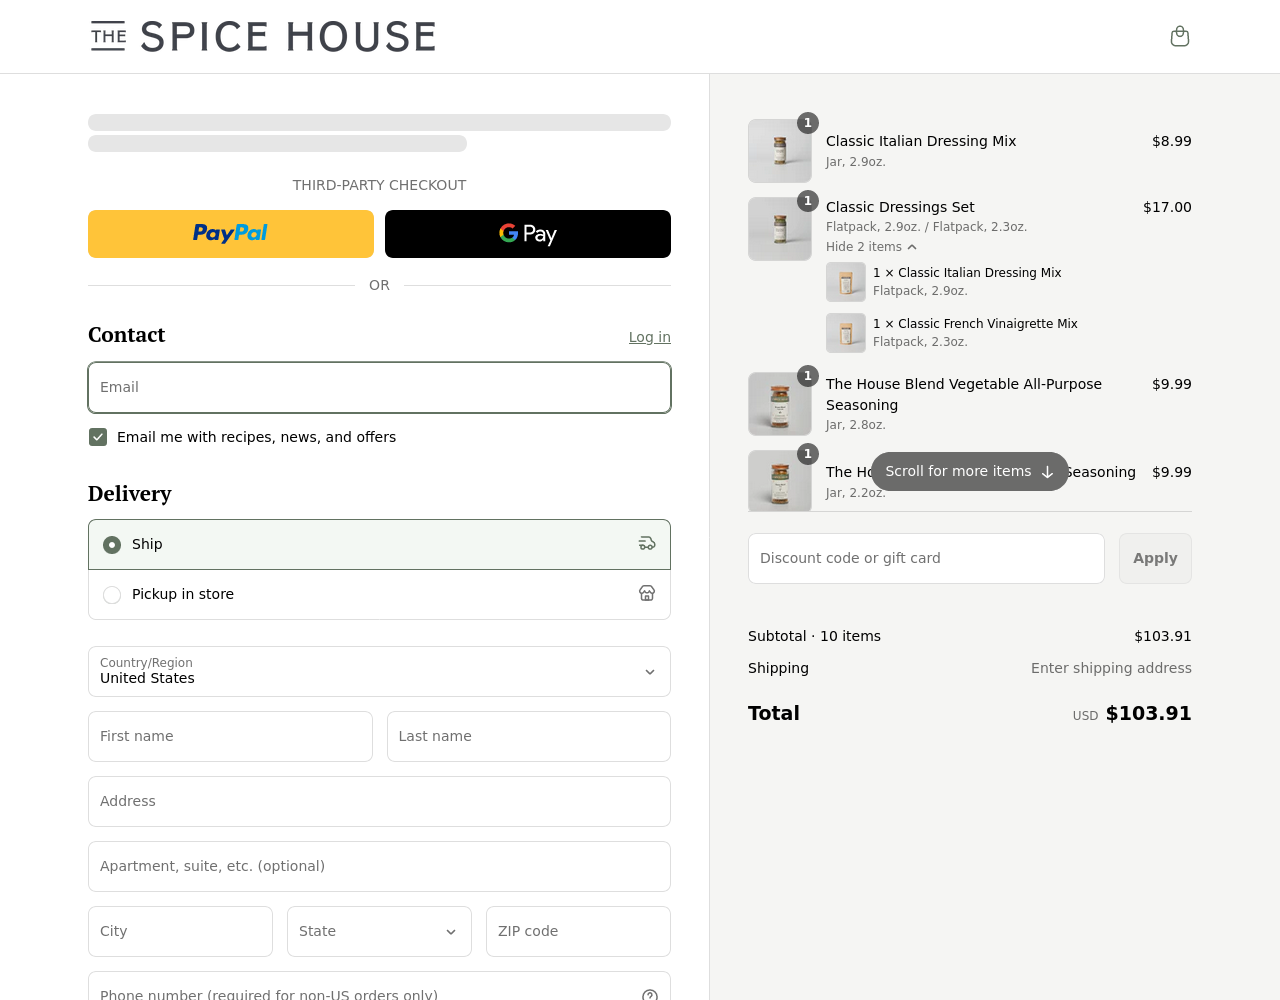 THE SPICE HOUSE
THIRD-PARTY CHECKOUT
PayPal
G Pay
OR
Contact
Log in
Email
Email me with recipes, news, and offers
Delivery
Ship
Pickup in store
Country/Region
United States
First name
Last name
Address
Apartment, suite, etc. (optional)
City
State
ZIP code
Phone number (required for non-US orders only)
1
Classic Italian Dressing Mix
$8.99
Jar, 2.9oz.
1
Classic Dressings Set
$17.00
Flatpack, 2.9oz. / Flatpack, 2.3oz.
Hide 2 items
1 × Classic Italian Dressing Mix
Flatpack, 2.9oz.
1 × Classic French Vinaigrette Mix
Flatpack, 2.3oz.
1
The House Blend Vegetable All-Purpose
$9.99
Seasoning
Jar, 2.8oz.
1
The Seasoning
$9.99
Scroll for more items
Jar, 2.2oz.
Discount code or gift card
Apply
Subtotal · 10 items
$103.91
Shipping
Enter shipping address
Total
USD $103.91